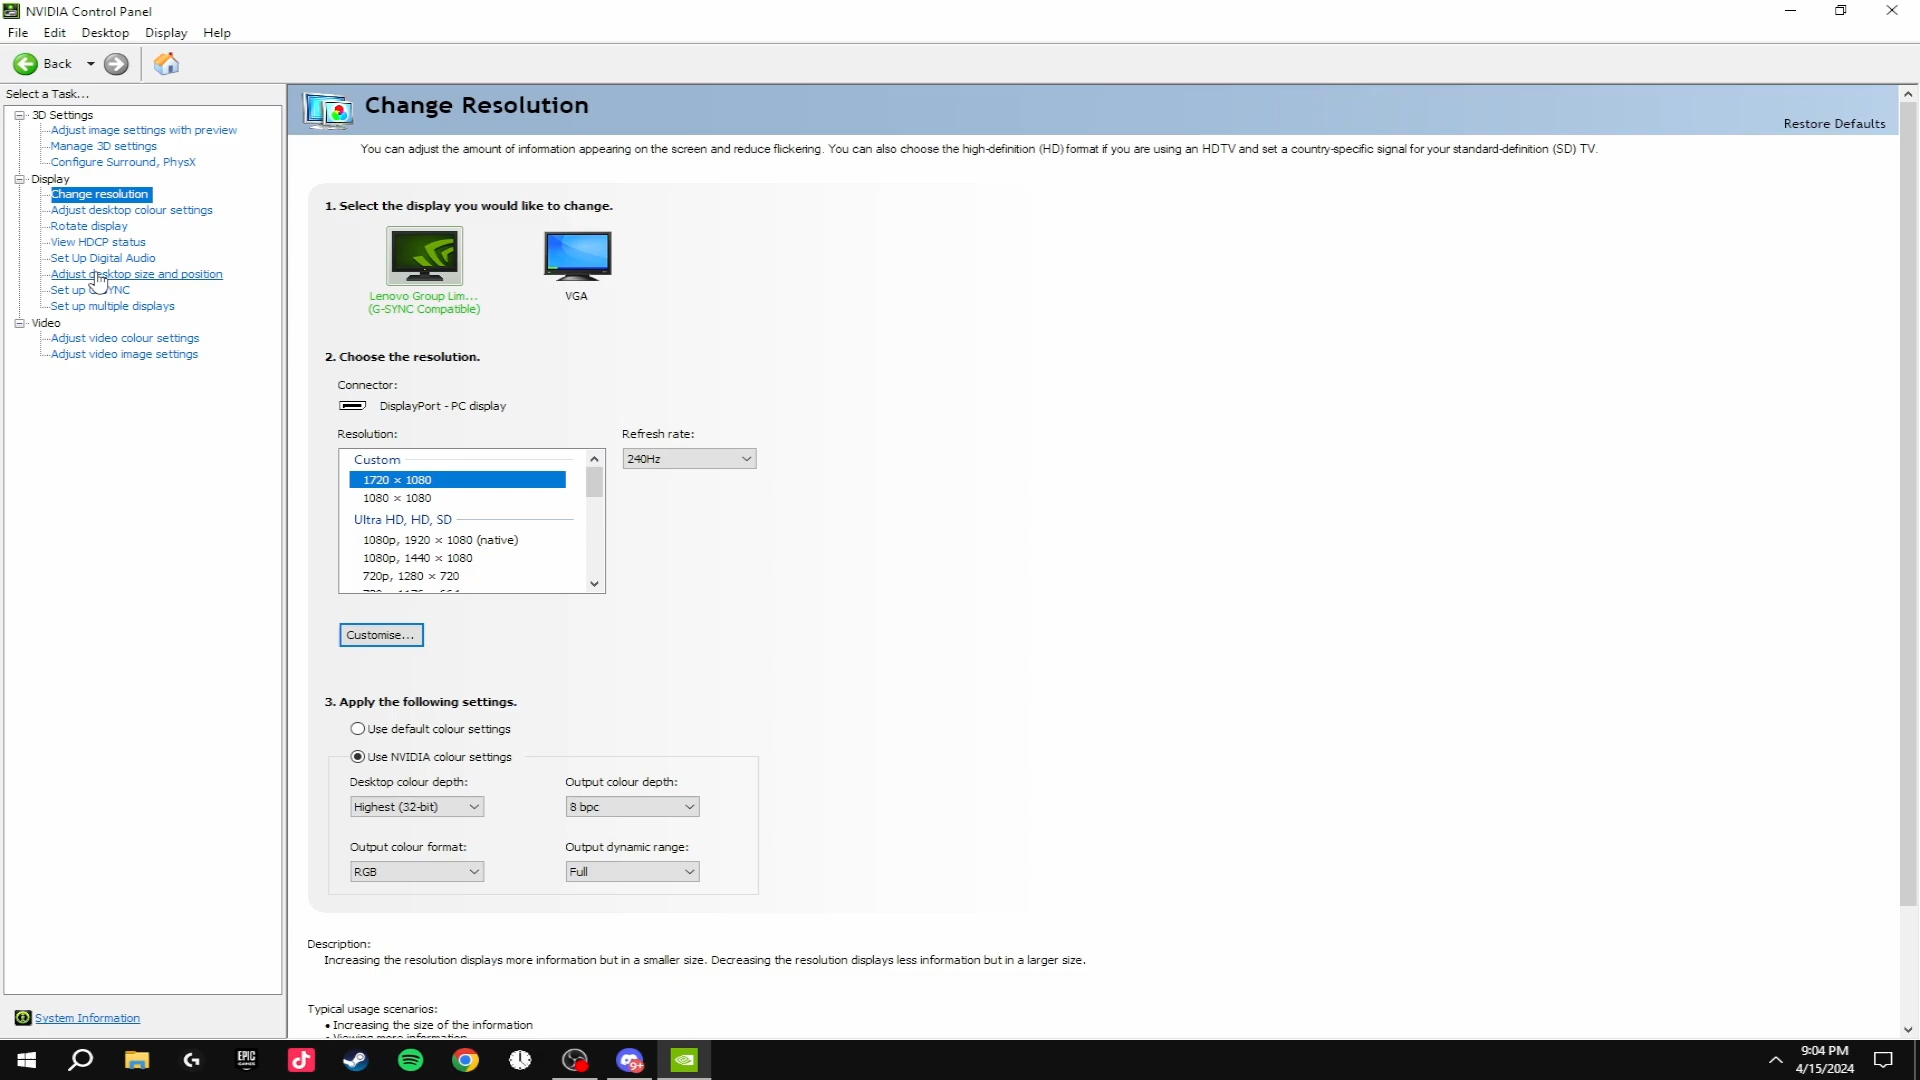 NVIDIA Control Panel
File Edit Desktop Display Help
Back
Select a Task...
3D Settings
Adjust image settings with preview
Manage 3D settings
Configure Surround, PhysX
Display
Change resolution
Adjust desktop colour settings
Rotate display
View HDCP status
Set Up Digital Audio
Adjust desktop size and position
Set up
Set up multiple displays
Video
Adjust video colour settings
Adjust video image settings
System Information
Change Resolution
Restore Defaults
You can adjust the amount of information appearing on the screen and reduce flickering. You can also choose the high-definition (HD) format if you are using an HDTV and set a country-specific signal for your standard-definition (SD) TV.
1. Select the display you would like to change.
Lenovo Group Lim...
(G-SYNC Compatible)
VGA
2. Choose the resolution.
Connector:
DisplayPort - PC display
Resolution:
Refresh rate:
240Hz
Custom
1720 × 1080
1080 × 1080
Ultra HD, HD, SD
1080p, 1920 × 1080 (native)
1080p, 1440 × 1080
720p, 1280 × 720
Customise...
3. Apply the following settings.
Use default colour settings
Use NVIDIA colour settings
Desktop colour depth:
Output colour depth:
Highest (32-bit)
8 bpc
Output colour format:
Output dynamic range:
RGB
Full
Description:
Increasing the resolution displays more information but in a smaller size. Decreasing the resolution displays less information but in a larger size.
Typical usage scenarios:
• Increasing the size of the information
• Viewing more information
EPIC
GAMES
9+
9:04 PM
4/15/2024